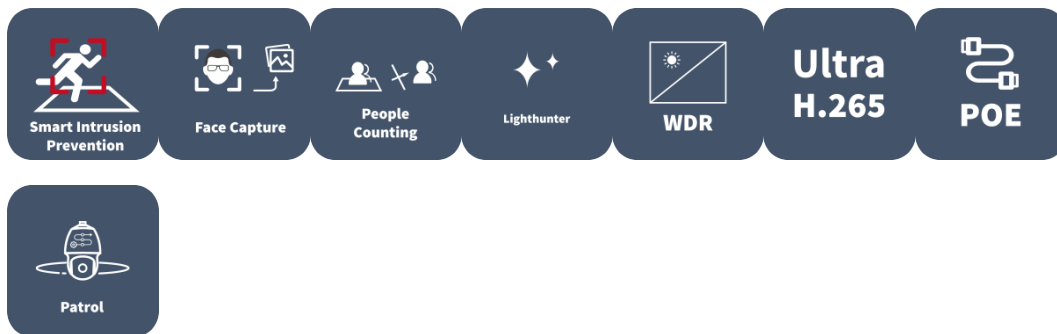 Smart Intrusion
Prevention
Face Capture
People
Counting
Lighthunter
WDR
Ultra
H.265
POE
Patrol